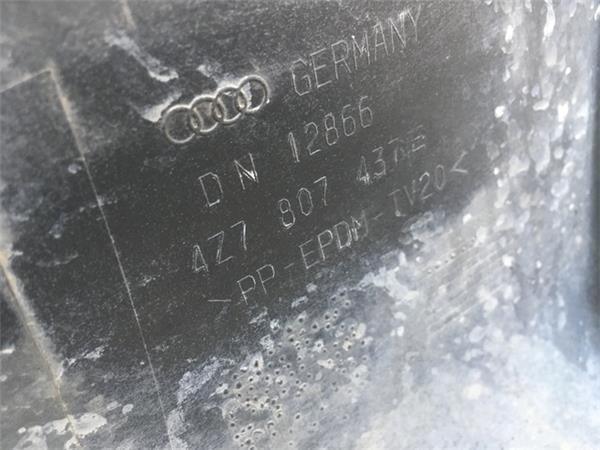 GERMANY
DN 12866
4Z7 807 437
>PP-EPDM-TV20<